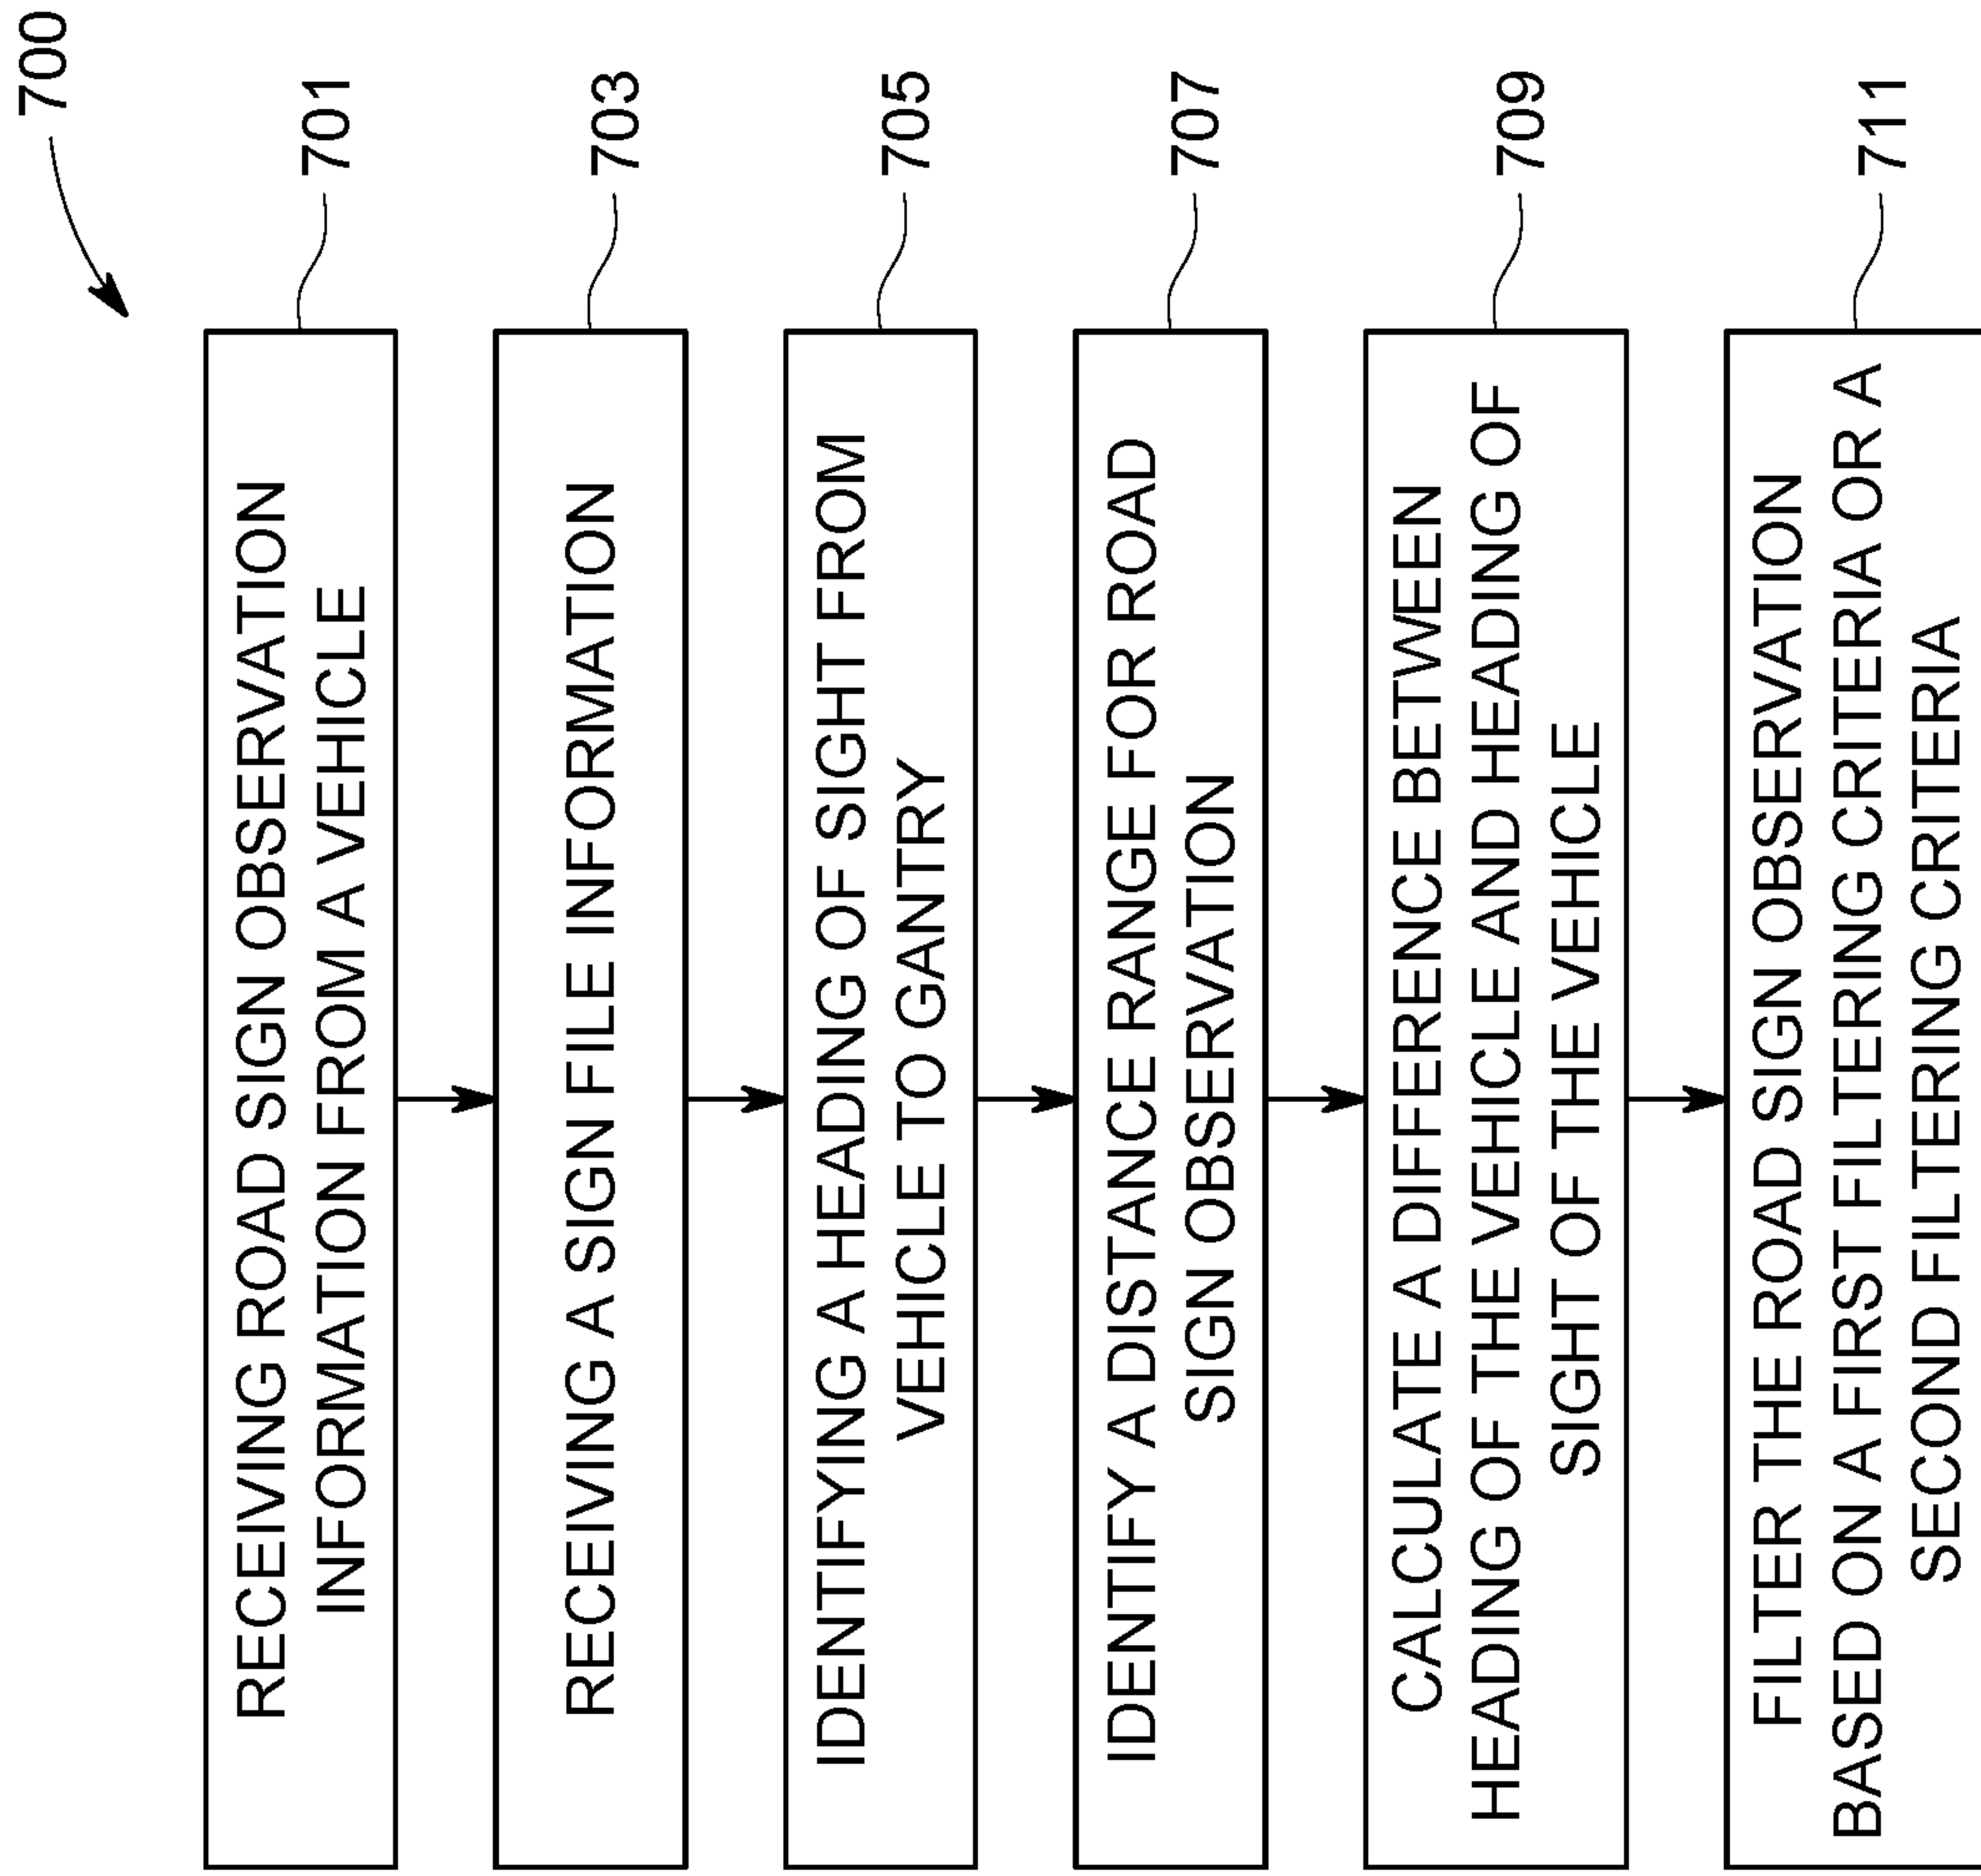 700
RECEIVING ROAD SIGN OBSERVATION
INFORMATION FROM A VEHICLE
701
RECEIVING A SIGN FILE INFORMATION
703
IDENTIFYING A HEADING OF SIGHT FROM
VEHICLE TO GANTRY
705
IDENTIFY A DISTANCE RANGE FOR ROAD
SIGN OBSERVATION
707
CALCULATE A DIFFERENCE BETWEEN
HEADING OF THE VEHICLE AND HEADING OF
SIGHT OF THE VEHICLE
709
FILTER THE ROAD SIGN OBSERVATION
BASED ON A FIRST FILTERING CRITERIA OR A
SECOND FILTERING CRITERIA
711